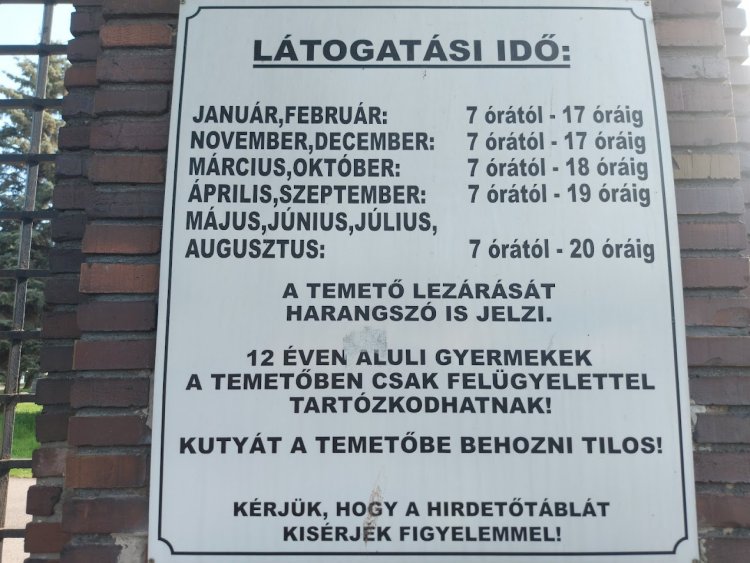 LÁTOGATÁSI IDŐ:
JANUÁR,FEBRUÁR: 7 órától - 17 óráig
NOVEMBER,DECEMBER: 7 órától - 17 óráig
MÁRCIUS,OKTÓBER: 7 órától - 18 óráig
ÁPRILIS,SZEPTEMBER: 7 órától - 19 óráig
MÁJUS,JÚNIUS,JÚLIUS,
AUGUSZTUS: 7 órától - 20 óráig
A TEMETŐ LEZÁRÁSÁT
HARANGSZÓ IS JELZI.
12 ÉVEN ALULI GYERMEKEK
A TEMETŐBEN CSAK FELÜGYELETTEL
TARTÓZKODHATNAK!
KUTYÁT A TEMETŐBE BEHOZNI TILOS!
KÉRJÜK, HOGY A HIRDETŐTÁBLÁT
KISÉRJÉK FIGYELEMMEL!